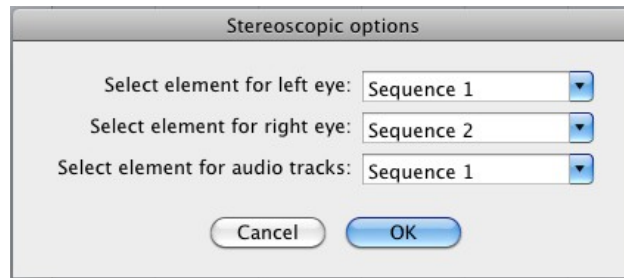 Stereoscopic options
Select element for left eye: Sequence 1
Select element for right eye: Sequence 2
Select element for audio tracks: Sequence 1
Cancel OK